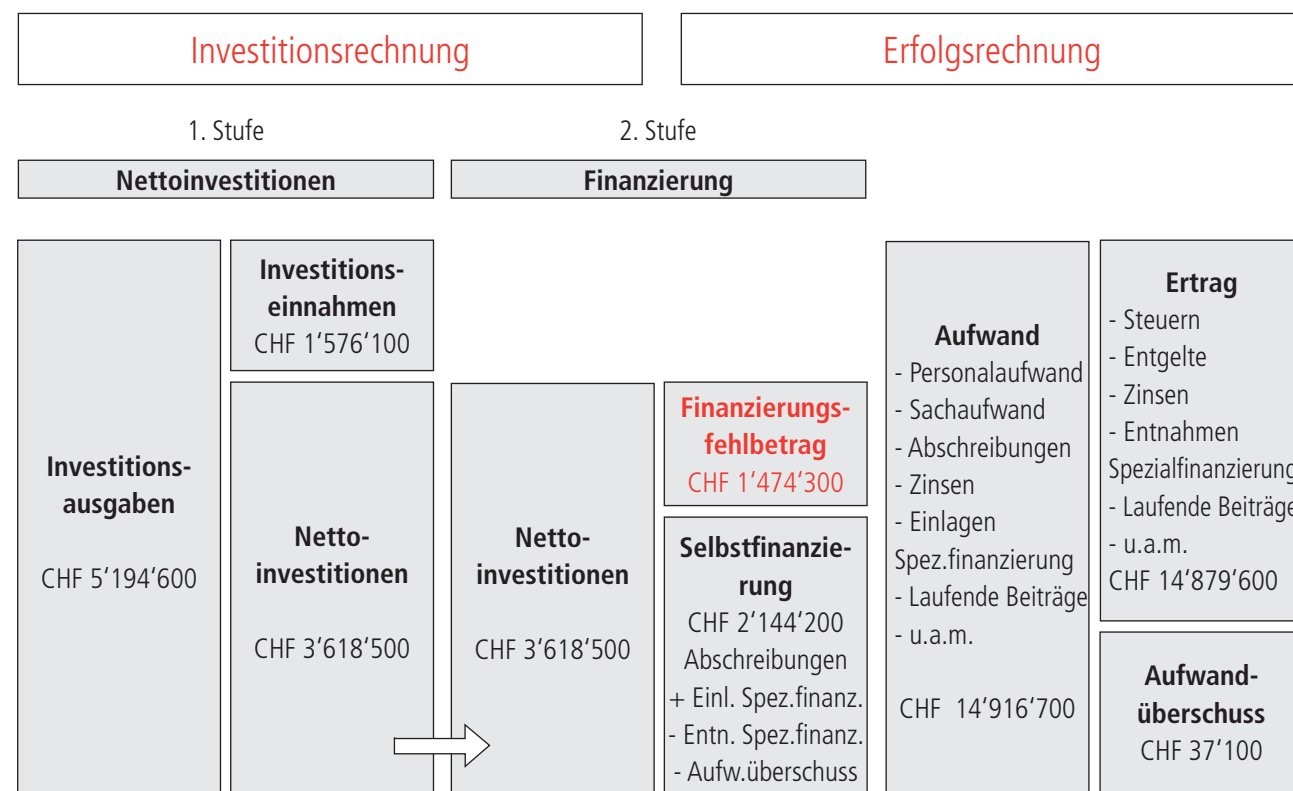 Investitionsrechnung
Erfolgsrechnung
1. Stufe
2. Stufe
Nettoinvestitionen
Finanzierung
Investitions-
ausgaben
CHF 5‘194‘600
Investitions-
einnahmen
CHF 1‘576‘100
Netto-
investitionen
CHF 3‘618‘500
Netto-
investitionen
CHF 3‘618‘500
Finanzierungs-
fehlbetrag
CHF 1‘474‘300
Selbstfinanzie-
rung
CHF 2‘144‘200
Abschreibungen
+ Einl. Spez.finanz.
- Entn. Spez.finanz.
- Aufw.überschuss
Aufwand
- Personalaufwand
- Sachaufwand
- Abschreibungen
- Zinsen
- Einlagen
Spez.finanzierung
- Laufende Beiträge
- u.a.m.
CHF 14‘916‘700
Ertrag
- Steuern
- Entgelte
- Zinsen
- Entnahmen
Spezialfinanzierung
- Laufende Beiträge
- u.a.m.
CHF 14‘879‘600
Aufwand-
überschuss
CHF 37‘100